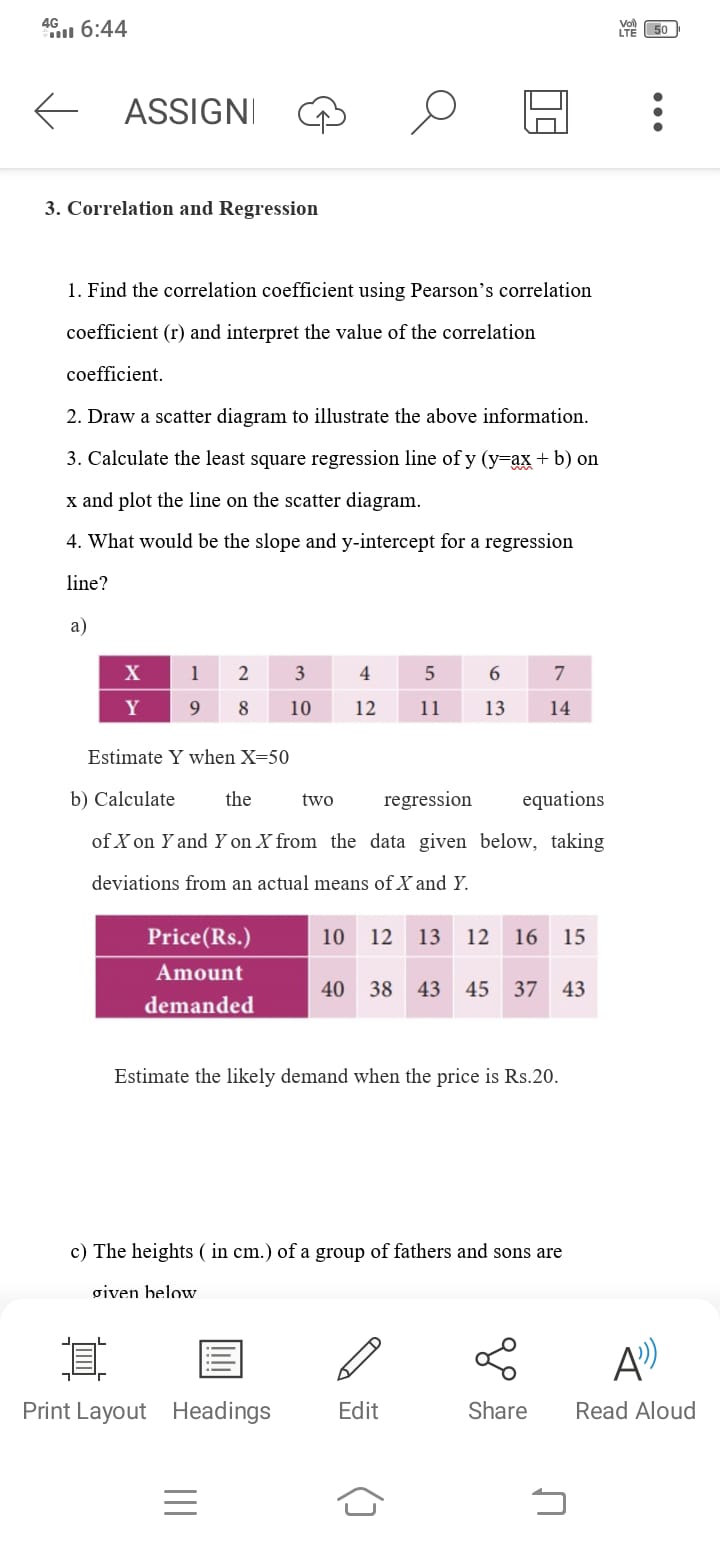 4G 6:44 Vo) LTE 50
ASSIGN
3. Correlation and Regression
1. Find the correlation coefficient using Pearson’s correlation
coefficient (r) and interpret the value of the correlation
coefficient.
2. Draw a scatter diagram to illustrate the above information.
3. Calculate the least square regression line of y (y=ax + b) on
x and plot the line on the scatter diagram.
4. What would be the slope and y-intercept for a regression
line?
a)
X 1 2 3 4 5 6 7
Y 9 8 10 12 11 13 14
Estimate Y when X=50
b) Calculate the two regression equations
of X on Y and Y on X from the data given below, taking
deviations from an actual means of X and Y.
Price(Rs.) 10 12 13 12 16 15
Amount
demanded 40 38 43 45 37 43
Estimate the likely demand when the price is Rs.20.
c) The heights ( in cm.) of a group of fathers and sons are
given below
Print Layout Headings Edit Share Read Aloud